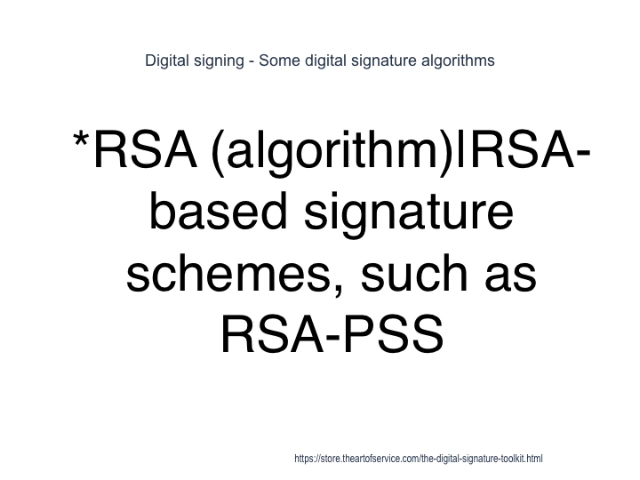 Digital signing - Some digital signature algorithms
*RSA (algorithm)|RSA-
based signature
schemes, such as
RSA-PSS
https://store.theartofservice.com/the-digital-signature-toolkit.html